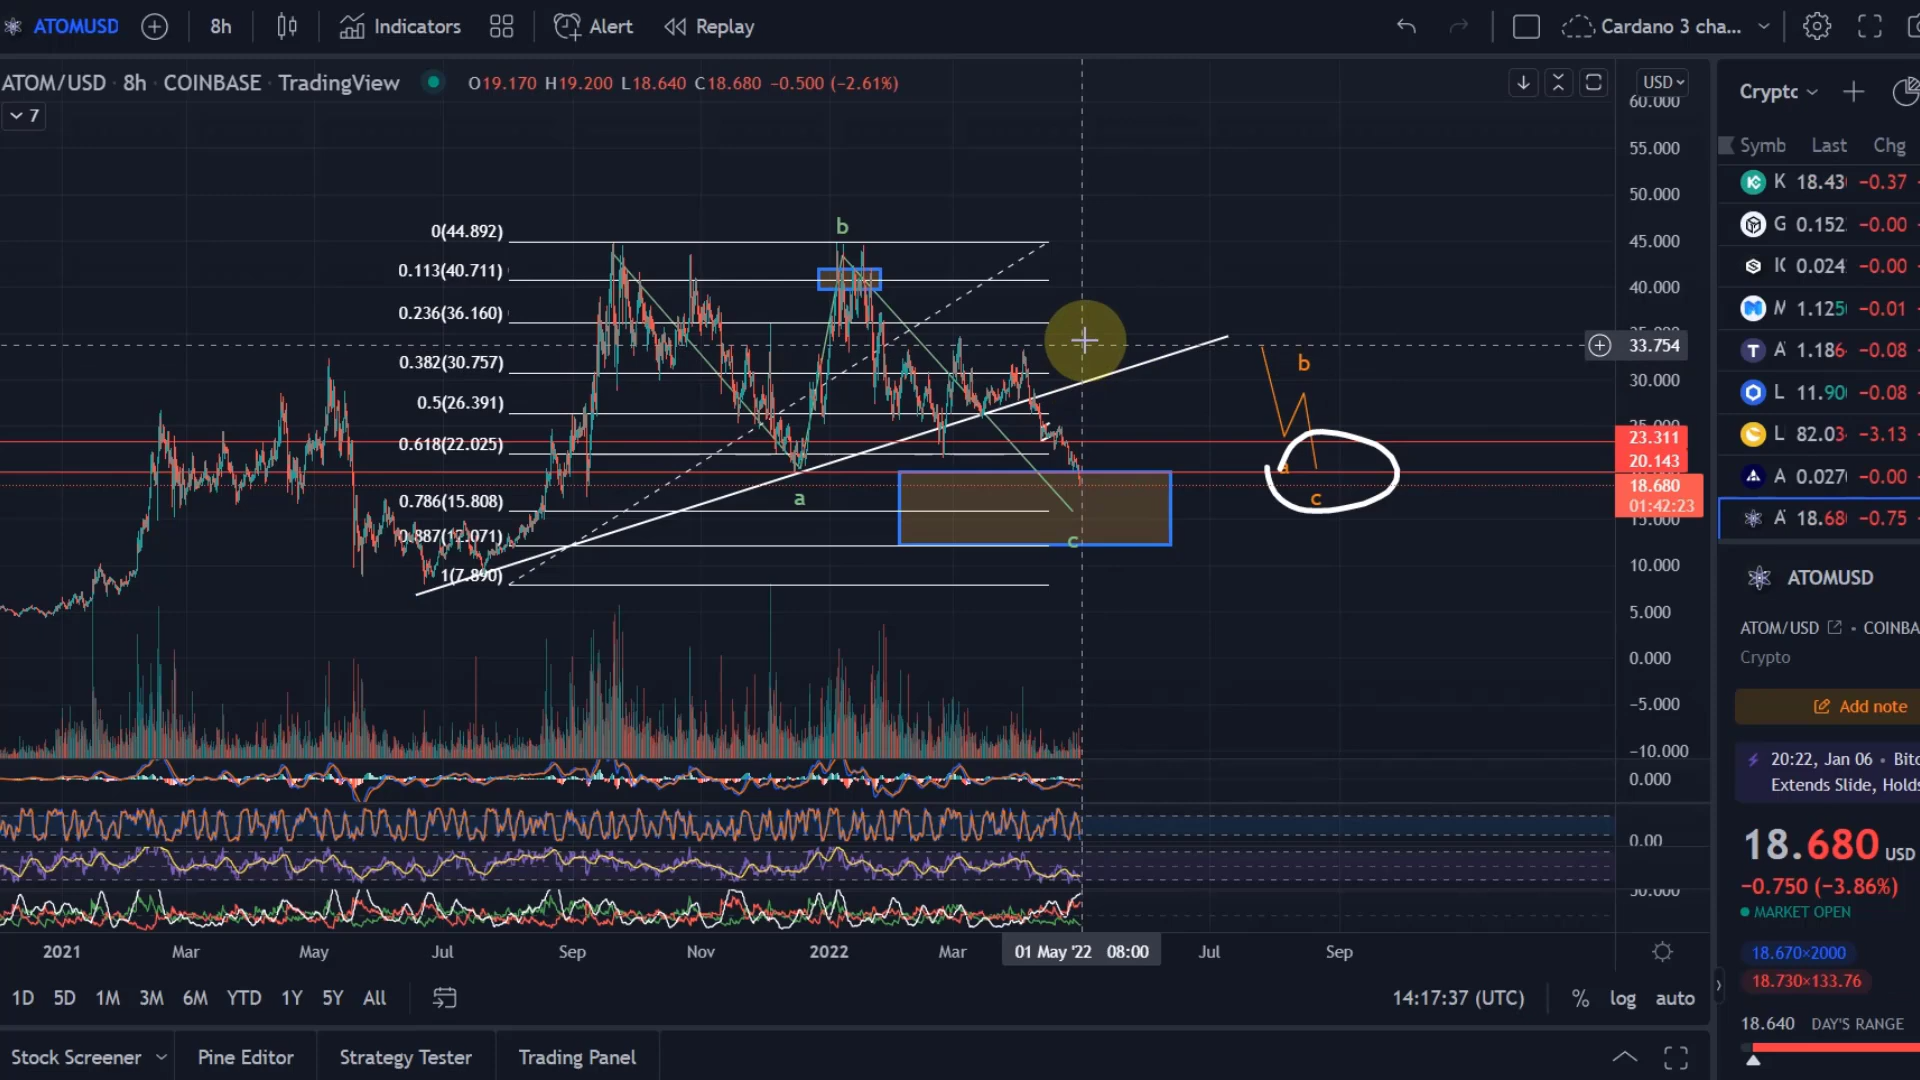 ATOMUSD 8h Indicators Alert Replay Cardano 3 cha...
ATOM/USD · 8h · COINBASE · TradingView O19.170 H19.200 L18.640 C18.680 −0.500 (−2.61%)
7
USD
60.000
55.000
50.000
45.000
40.000
33.754
30.000
23.311
20.143
18.680
01:42:23
15.000
10.000
5.000
0.000
−5.000
−10.000
0.000
0.00
0(44.892)
0.113(40.711)
0.236(36.160)
0.382(30.757)
0.5(26.391)
0.618(22.025)
0.786(15.808)
0.887(12.071)
1(7.890)
b
a
c
b
a
c
2021 Mar May Jul Sep Nov 2022 Mar 01 May '22 08:00 Jul Sep
1D 5D 1M 3M 6M YTD 1Y 5Y All 14:17:37 (UTC) % log auto
Stock Screener Pine Editor Strategy Tester Trading Panel
Crypto
Symb Last Chg
K 18.43 −0.37
G 0.152 −0.00
0.024 −0.00
1.125 −0.01
A 1.186 −0.08
L 11.90 −0.08
L 82.03 −3.13
A 0.027 −0.00
18.68 −0.75
ATOMUSD
ATOM/USD • COINBA
Crypto
Add note
20:22, Jan 06 • Bitc
Extends Slide, Holds
18.680 USD
−0.750 (−3.86%)
MARKET OPEN
18.670×2000
18.730×133.76
18.640 DAY'S RANGE